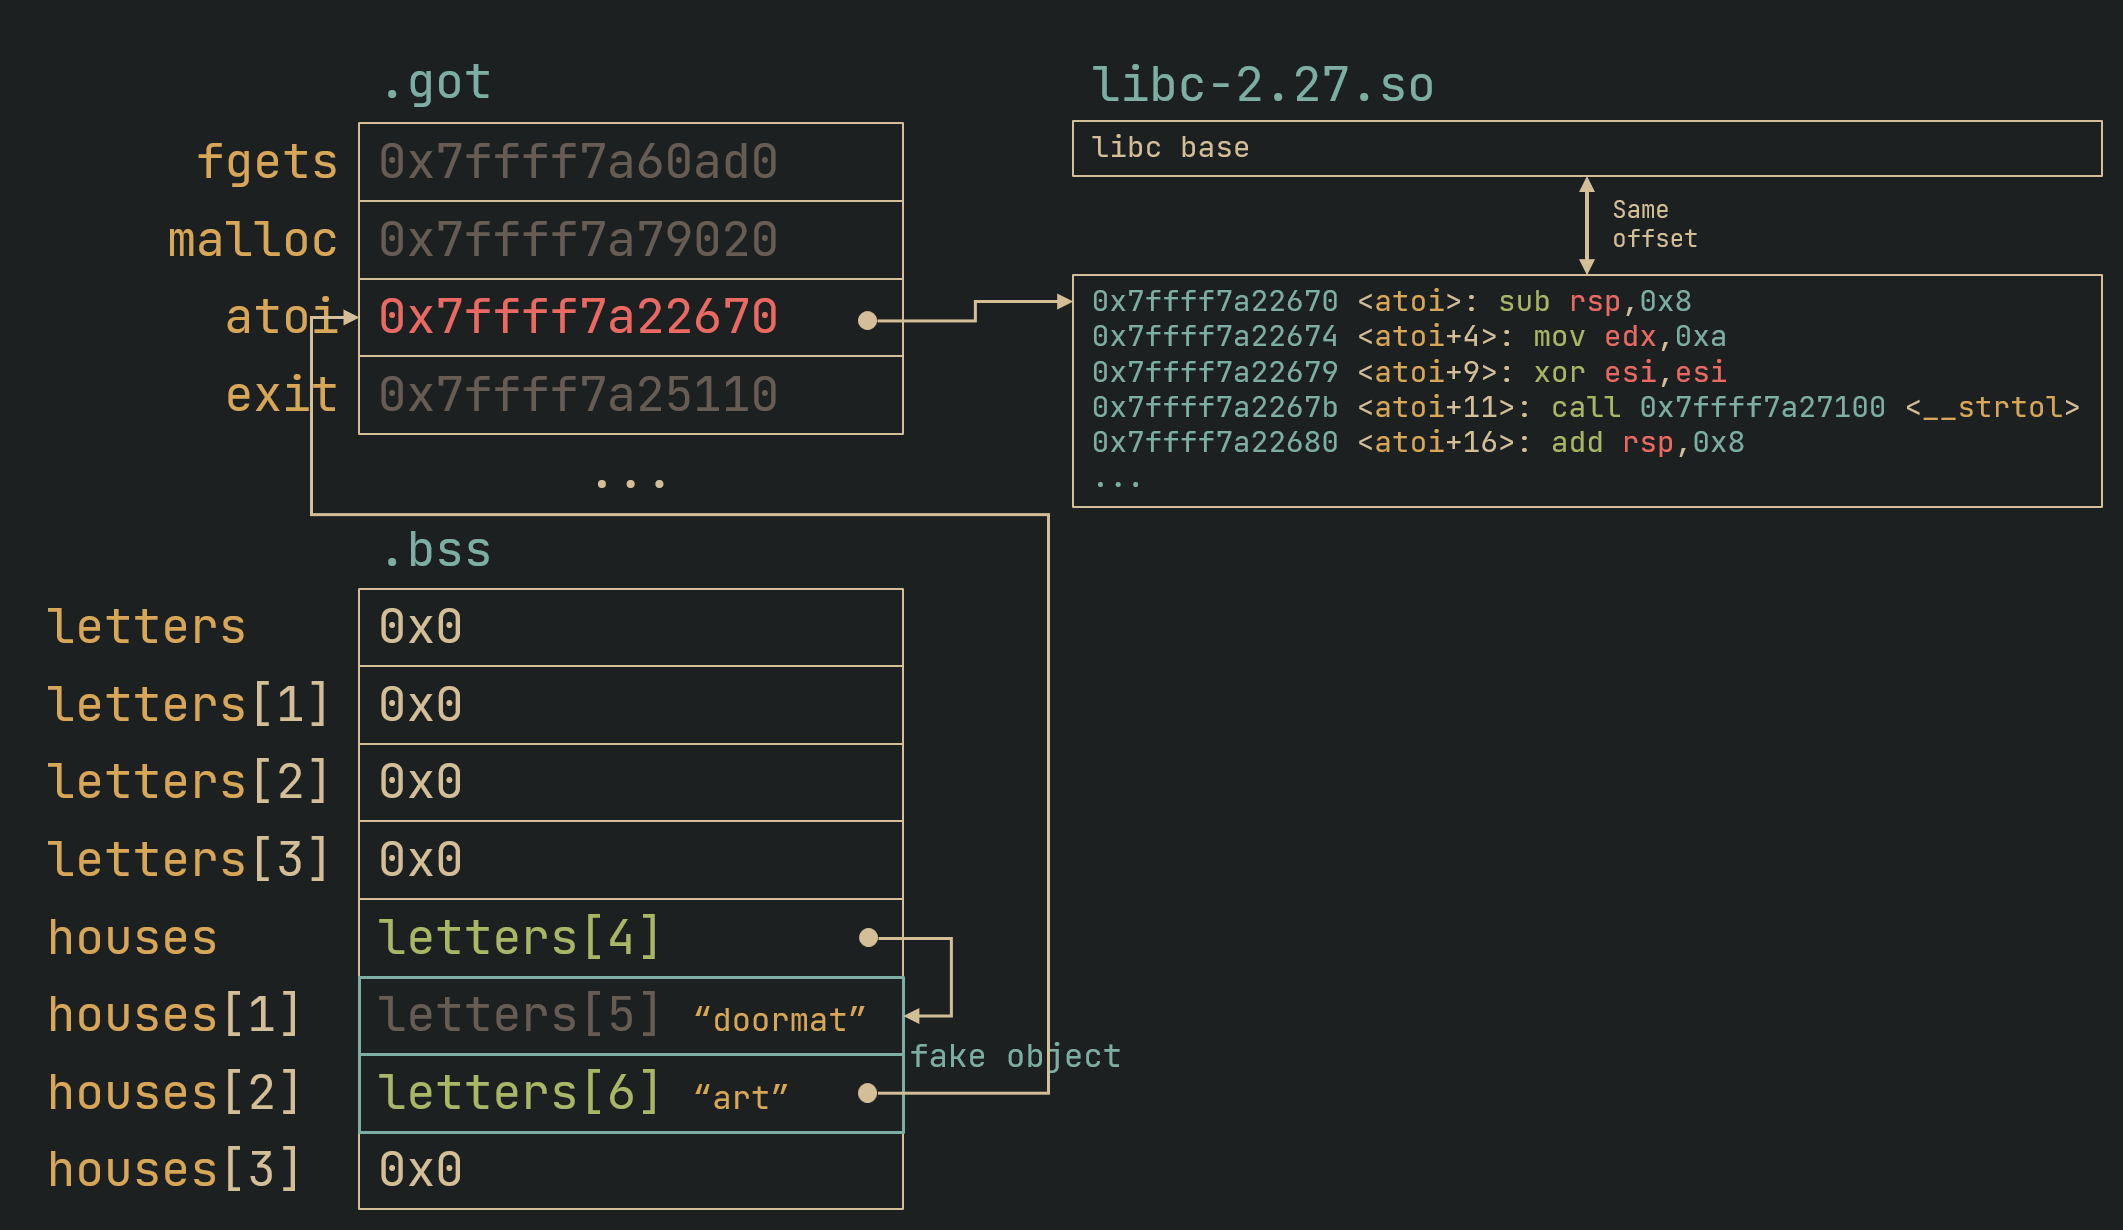 .got
fgets 0x7ffff7a60ad0
malloc 0x7ffff7a79020
atoi 0x7ffff7a22670
exit 0x7ffff7a25110
...
libc-2.27.so
libc base
Same
offset
0x7ffff7a22670 <atoi>: sub rsp,0x8
0x7ffff7a22674 <atoi+4>: mov edx,0xa
0x7ffff7a22679 <atoi+9>: xor esi,esi
0x7ffff7a2267b <atoi+11>: call 0x7ffff7a27100 <__strtol>
0x7ffff7a22680 <atoi+16>: add rsp,0x8
...
.bss
letters 0x0
letters[1] 0x0
letters[2] 0x0
letters[3] 0x0
houses letters[4]
houses[1] letters[5] “doormat”
fake object
houses[2] letters[6] “art”
houses[3] 0x0